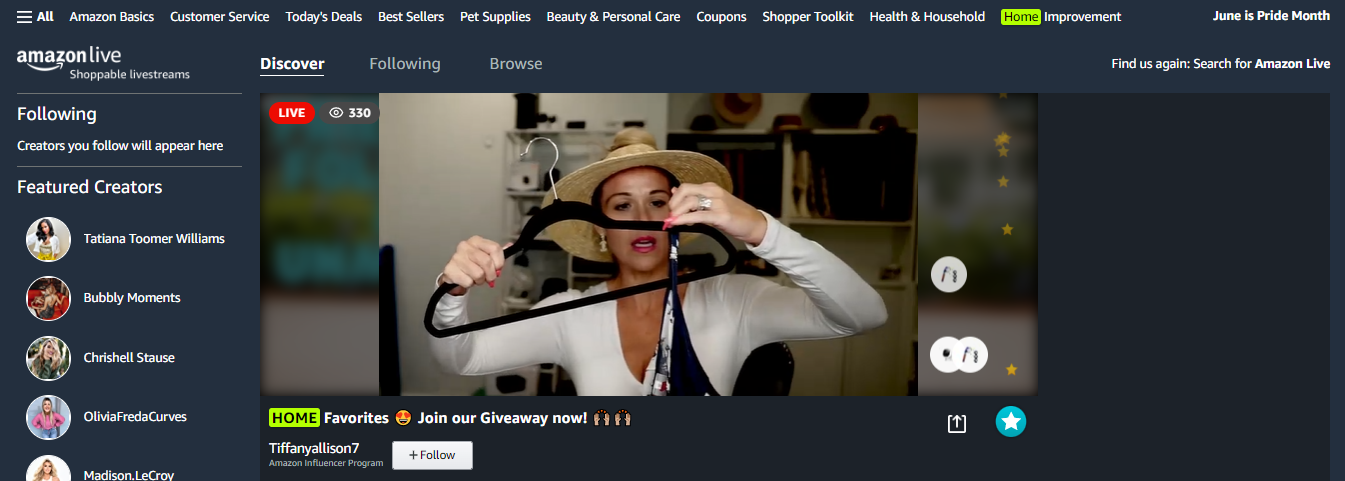 All Amazon Basics Customer Service Today's Deals Best Sellers Pet Supplies Beauty & Personal Care Coupons Shopper Toolkit Health & Household Home Improvement June is Pride Month
amazon live
Shoppable livestreams
Discover Following Browse Find us again: Search for Amazon Live
Following
Creators you follow will appear here
Featured Creators
Tatiana Toomer Williams
Bubbly Moments
Chrishell Stause
OliviaFredaCurves
Madison.LeCroy
LIVE 330
HOME Favorites 🤩 Join our Giveaway now! 🙌🏽 🙌🏽
Tiffanyallison7
Amazon Influencer Program
+ Follow